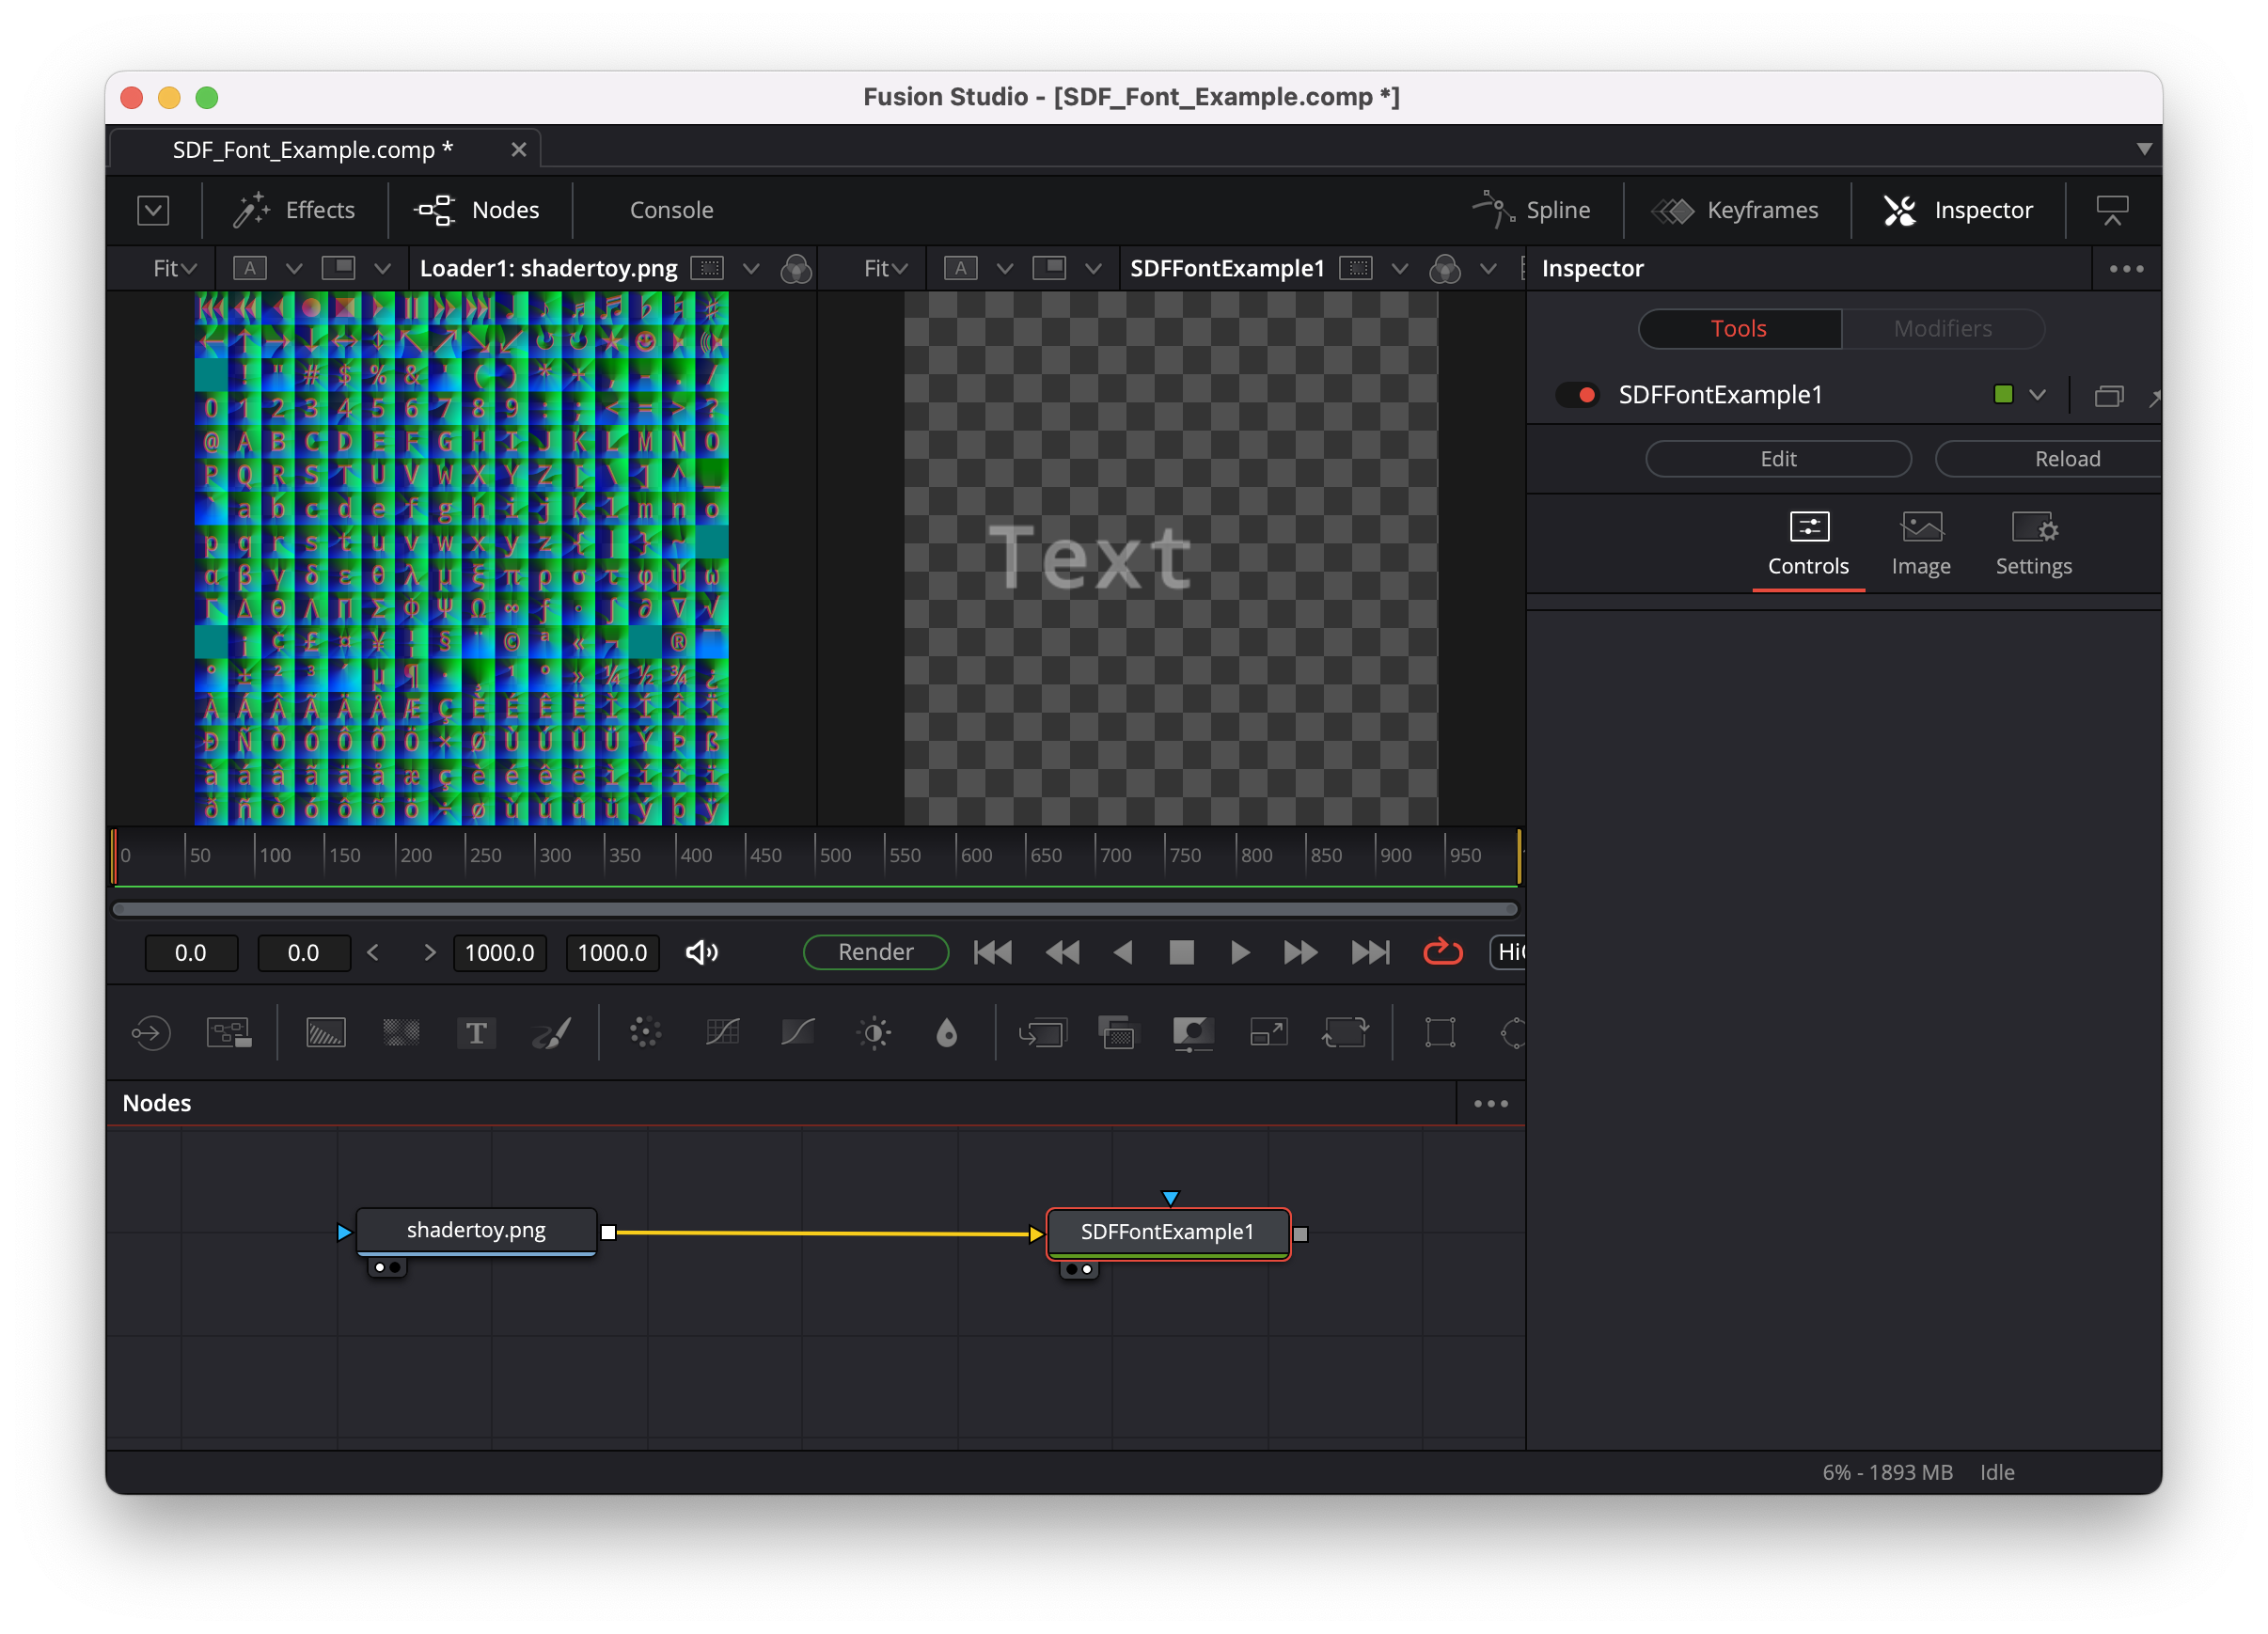 Fusion Studio - [SDF_Font_Example.comp *]
SDF_Font_Example.comp *
Effects
Nodes
Console
Spline
Keyframes
Inspector
Fit
A
Loader1: shadertoy.png
Fit
A
SDFFontExample1
Inspector
Tools
Modifiers
SDFFontExample1
Edit
Reload
Controls
Image
Settings
! " # $ % & ' ( ) * + , - . /
0 1 2 3 4 5 6 7 8 9 : ; < = > ?
@ A B C D E F G H I J K L M N O
P Q R S T U V W X Y Z [ \ ] ^ _
` a b c d e f g h i j k l m n o
p q r s t u v w x y z { | } ~
α β γ δ ε θ λ μ ξ π ρ σ τ φ ψ ω
Γ Δ Θ Λ Π Σ Φ Ψ Ω ∞ ƒ ∘ ∫ ∂ ∇ √
¡ ¢ £ ¤ ¥ ¦ § ¨ © ª « ¬ ® ¯
° ± ² ³ ´ µ ¶ · ¸ ¹ º » ¼ ½ ¾ ¿
À Á Â Ã Ä Å Æ Ç È É Ê Ë Ì Í Î Ï
Ð Ñ Ò Ó Ô Õ Ö × Ø Ù Ú Û Ü Ý Þ ß
à á â ã ä å æ ç è é ê ë ì í î ï
ð ñ ò ó ô õ ö ÷ ø ù ú û ü ý þ ÿ
Text
0 50 100 150 200 250 300 350 400 450 500 550 600 650 700 750 800 850 900 950
0.0 0.0 < > 1000.0 1000.0
Render
T
Nodes
shadertoy.png
SDFFontExample1
6% - 1893 MB Idle